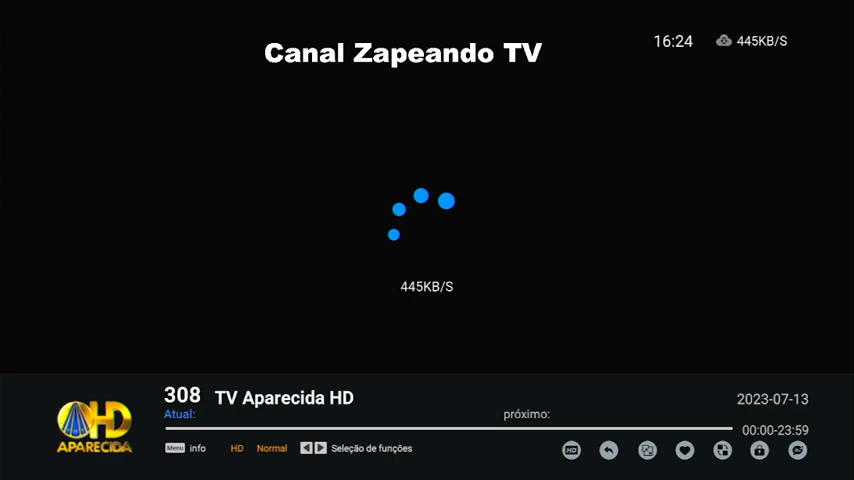 Canal Zapeando TV
16:24
445KB/S
445KB/S
308 TV Aparecida HD
2023-07-13
Atual:
próximo:
00:00-23:59
HD
APARECIDA
Menu info HD Normal Seleção de funções
HD